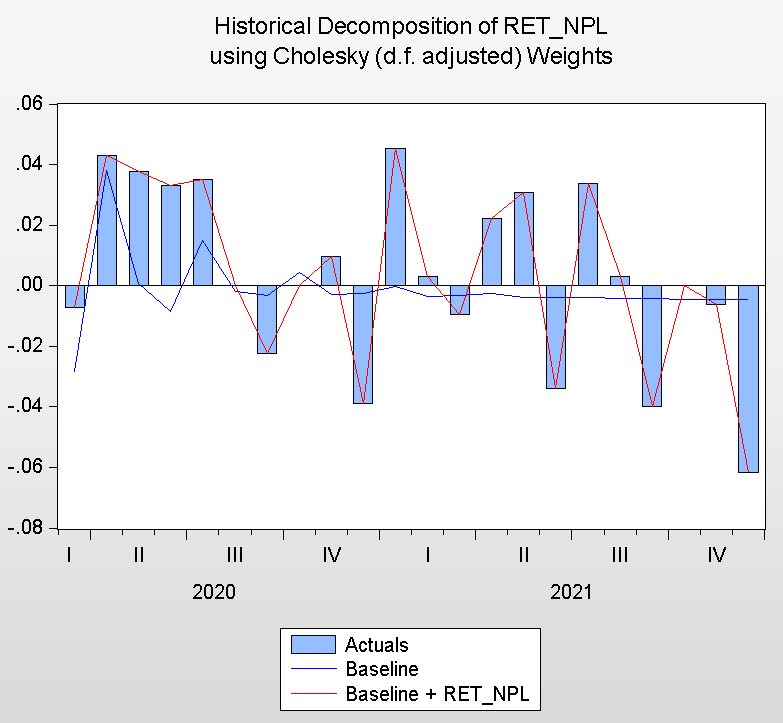 Historical Decomposition of RET_NPL
using Cholesky (d.f. adjusted) Weights
.06
.04
.02
.00
-.02
-.04
-.06
-.08
I II III IV I II III IV
2020 2021
Actuals
Baseline
Baseline + RET_NPL